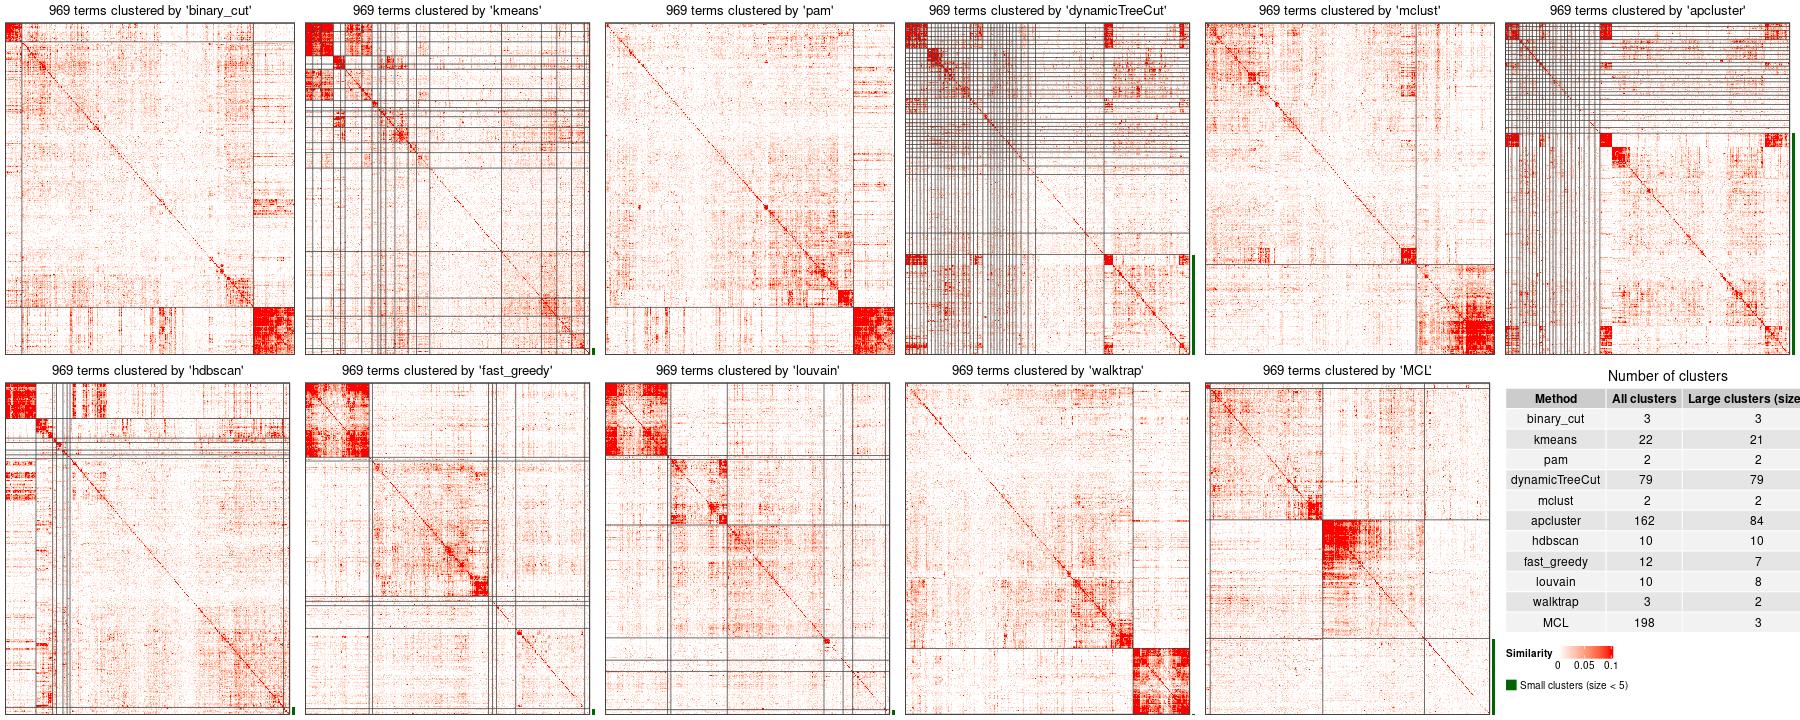 969 terms clustered by 'binary_cut'
969 terms clustered by 'kmeans'
969 terms clustered by 'pam'
969 terms clustered by 'dynamicTreeCut'
969 terms clustered by 'mclust'
969 terms clustered by 'apcluster'
969 terms clustered by 'hdbscan'
969 terms clustered by 'fast_greedy'
969 terms clustered by 'louvain'
969 terms clustered by 'walktrap'
969 terms clustered by 'MCL'
Number of clusters
Method All clusters Large clusters (size
binary_cut 3 3
kmeans 22 21
pam 2 2
dynamicTreeCut 79 79
mclust 2 2
apcluster 162 84
hdbscan 10 10
fast_greedy 12 7
louvain 10 8
walktrap 3 2
MCL 198 3
Similarity
0 0.05 0.1
Small clusters (size < 5)